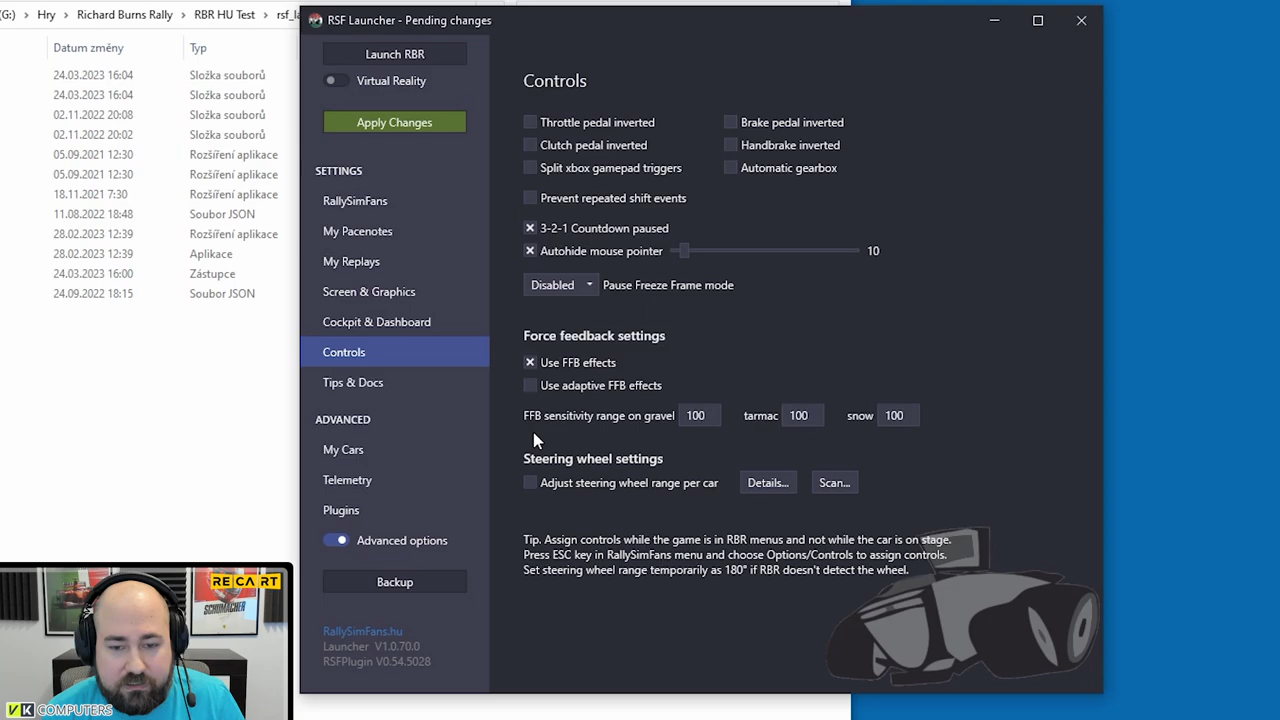 (G:) › Hry › Richard Burns Rally › RBR HU Test ›
Datum změny Typ
24.03.2023 16:04 Složka souborů
24.03.2023 16:04 Složka souborů
02.11.2022 20:08 Složka souborů
02.11.2022 20:02 Složka souborů
05.09.2021 12:30 Rozšíření aplikace
05.09.2021 12:30 Rozšíření aplikace
18.11.2021 7:30 Rozšíření aplikace
11.08.2022 18:48 Soubor JSON
28.02.2023 12:39 Rozšíření aplikace
28.02.2023 12:39 Aplikace
24.03.2023 16:00 Zástupce
24.09.2022 18:15 Soubor JSON
RSF Launcher - Pending changes
Launch RBR
Virtual Reality
Apply Changes
SETTINGS
RallySimFans
My Pacenotes
My Replays
Screen & Graphics
Cockpit & Dashboard
Controls
Tips & Docs
ADVANCED
My Cars
Telemetry
Plugins
Advanced options
Backup
RallySimFans.hu
Launcher V1.0.70.0
RSFPlugin V0.54.5028
Controls
Throttle pedal inverted Brake pedal inverted
Clutch pedal inverted Handbrake inverted
Split xbox gamepad triggers Automatic gearbox
Prevent repeated shift events
3-2-1 Countdown paused
Autohide mouse pointer 10
Disabled Pause Freeze Frame mode
Force feedback settings
Use FFB effects
Use adaptive FFB effects
FFB sensitivity range on gravel 100 tarmac 100 snow 100
Steering wheel settings
Adjust steering wheel range per car Details... Scan...
Tip. Assign controls while the game is in RBR menus and not while the car is on stage.
Press ESC key in RallySimFans menu and choose Options/Controls to assign controls.
Set steering wheel range temporarily as 180° if RBR doesn't detect the wheel.
SCHUMACHER
VK COMPUTERS